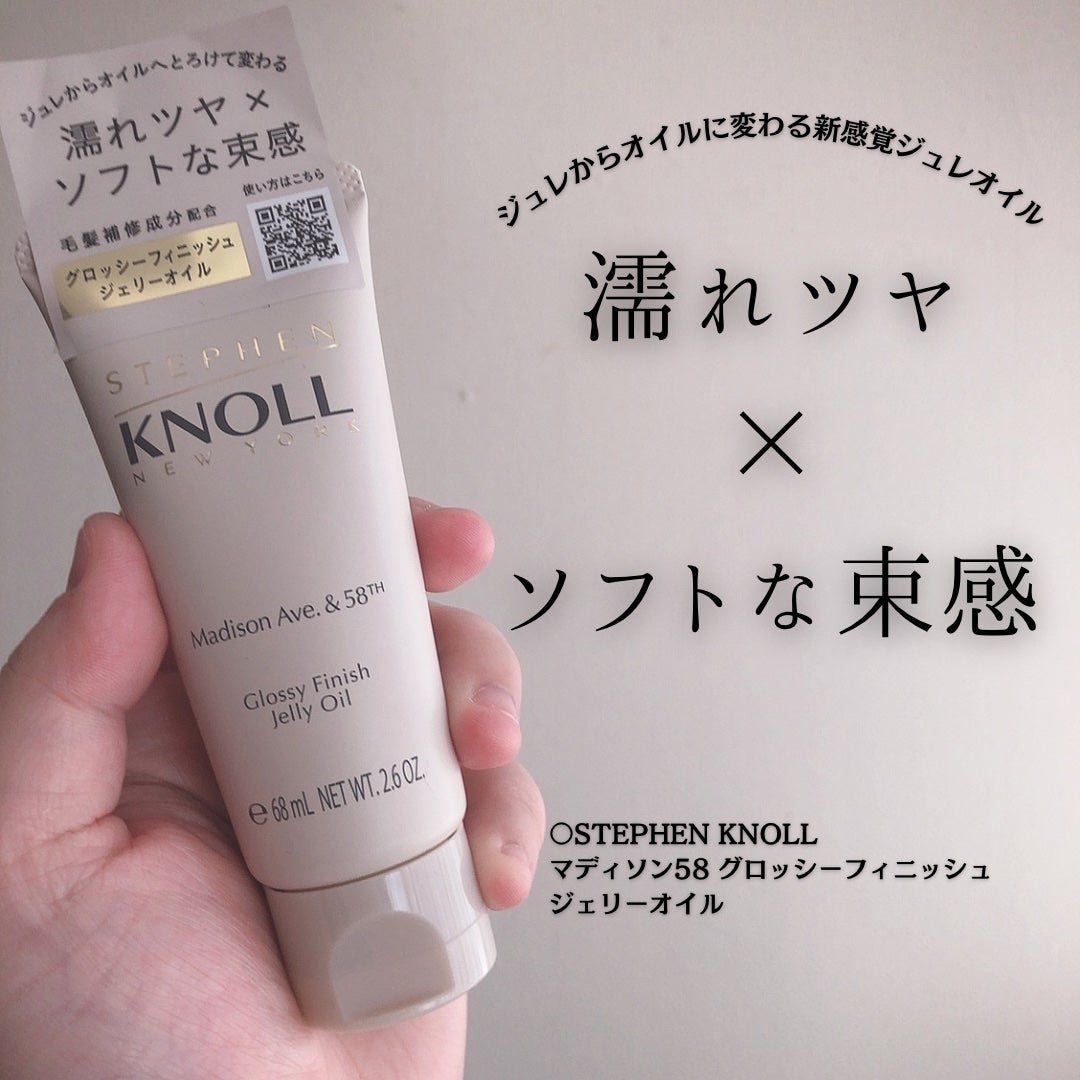 ジュレからオイルへとろけて変わる
濡れツヤ×
ソフトな束感
使い方はこちら
毛髪補修成分配合
グロッシーフィニッシュ
ジェリーオイル
STEPHEN
KNOLL
NEW YORK
Madison Ave. & 58TH
Glossy Finish
Jelly Oil
℮ 68 mL NET WT. 2.6 OZ.
ジュレからオイルに変わる新感覚ジュレオイル
濡れツヤ
×
ソフトな束感
○STEPHEN KNOLL
マディソン58 グロッシーフィニッシュ
ジェリーオイル